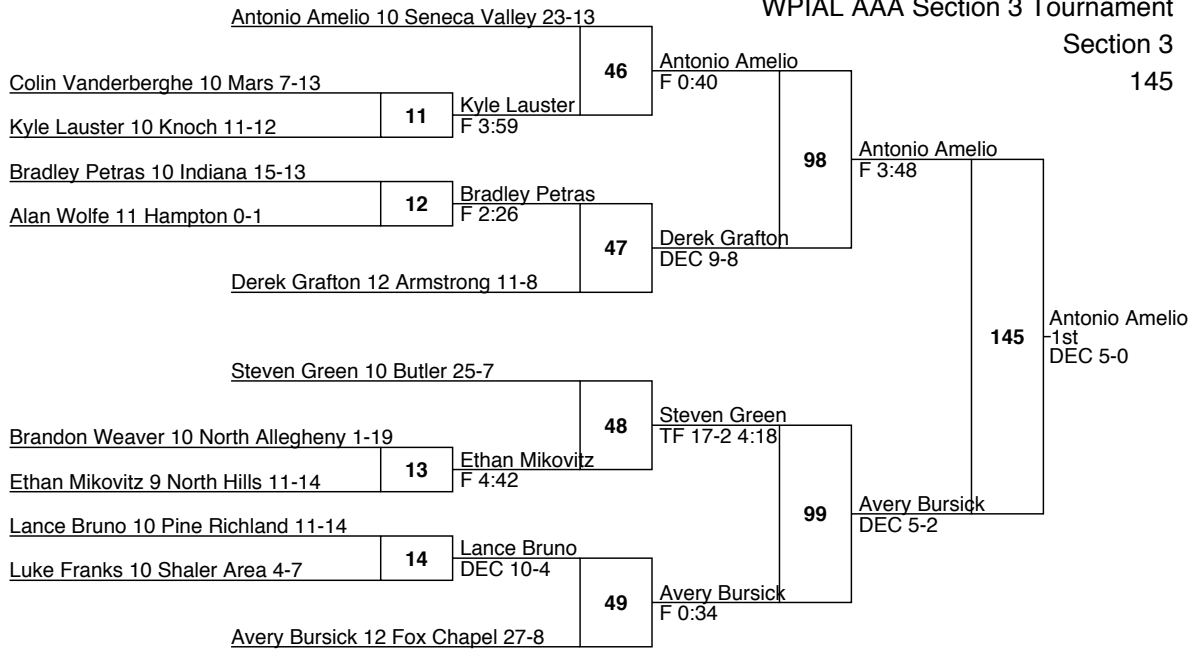 WPIAL AAA Section 3 Tournament
Section 3
145
Antonio Amelio 10 Seneca Valley 23-13
46
Antonio Amelio
F 0:40
Colin Vanderberghe 10 Mars 7-13
11
Kyle Lauster
F 3:59
Kyle Lauster 10 Knoch 11-12
98
Antonio Amelio
F 3:48
Bradley Petras 10 Indiana 15-13
12
Bradley Petras
F 2:26
Alan Wolfe 11 Hampton 0-1
47
Derek Grafton
DEC 9-8
Derek Grafton 12 Armstrong 11-8
145
Antonio Amelio
1st
DEC 5-0
Steven Green 10 Butler 25-7
48
Steven Green
TF 17-2 4:18
Brandon Weaver 10 North Allegheny 1-19
13
Ethan Mikovitz
F 4:42
Ethan Mikovitz 9 North Hills 11-14
99
Avery Bursick
DEC 5-2
Lance Bruno 10 Pine Richland 11-14
14
Lance Bruno
DEC 10-4
Luke Franks 10 Shaler Area 4-7
49
Avery Bursick
F 0:34
Avery Bursick 12 Fox Chapel 27-8